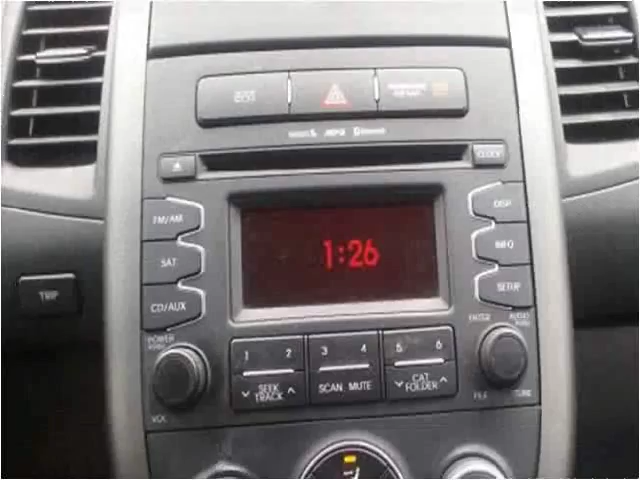 CLOCK
FM/AM
DISP
1:26
SAT
INFO
TRIP
CD/AUX
SETUP
POWER
ENTER
AUDIO
1 2 3 4 5 6
SEEK
TRACK
SCAN MUTE
CAT
FOLDER
VOL
FILE
TUNE